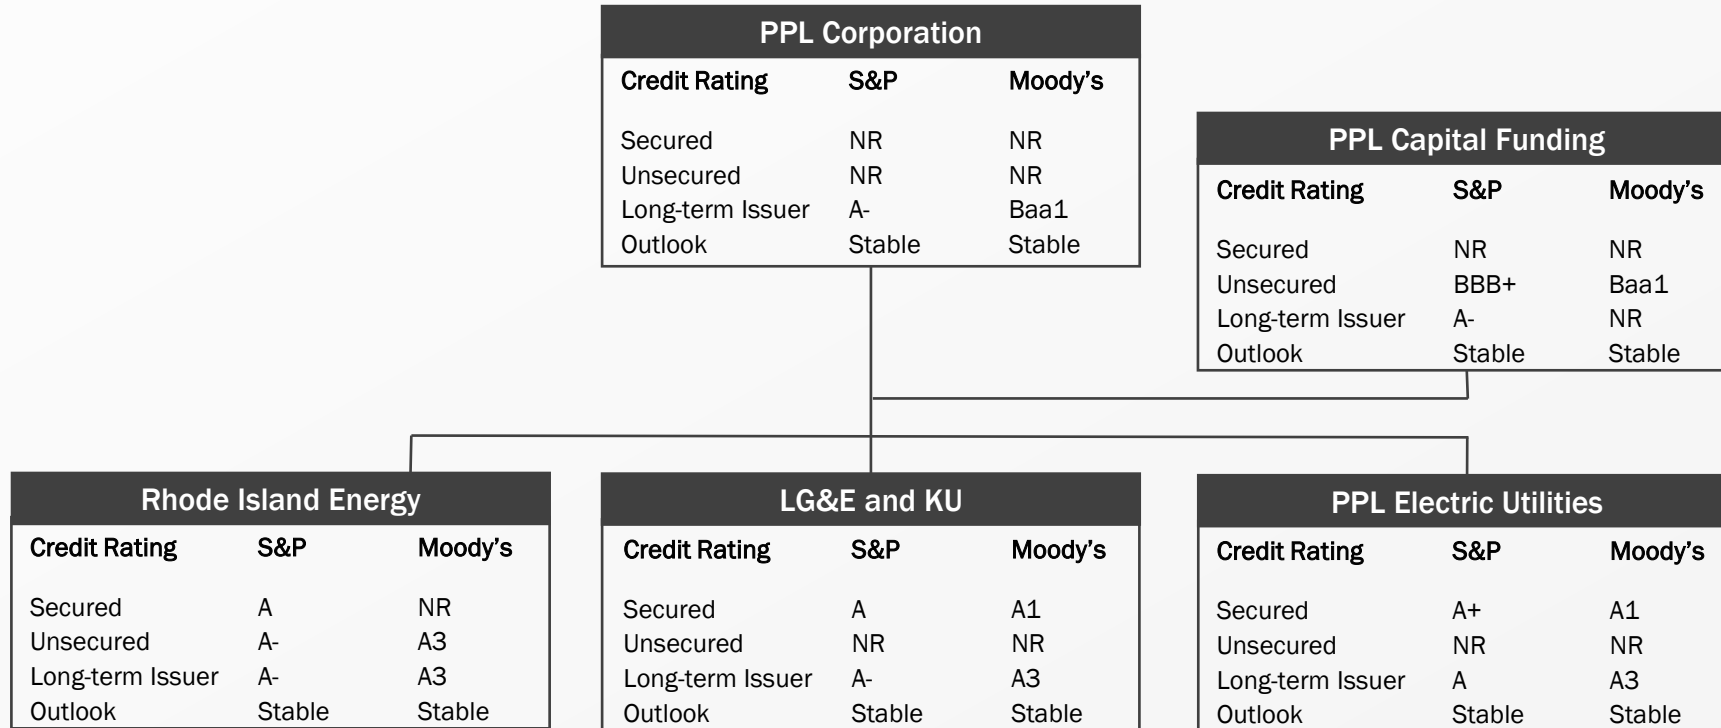 PPL Corporation
Credit Rating S&P Moody's
Secured NR NR
Unsecured NR NR
Long-term Issuer A- Baa1
Outlook Stable Stable
PPL Capital Funding
Credit Rating S&P Moody's
Secured NR NR
Unsecured BBB+ Baa1
Long-term Issuer A- NR
Outlook Stable Stable
Rhode Island Energy
Credit Rating S&P Moody's
Secured A NR
Unsecured A- A3
Long-term Issuer A- A3
Outlook Stable Stable
LG&E and KU
Credit Rating S&P Moody's
Secured A A1
Unsecured NR NR
Long-term Issuer A- A3
Outlook Stable Stable
PPL Electric Utilities
Credit Rating S&P Moody's
Secured A+ A1
Unsecured NR NR
Long-term Issuer A A3
Outlook Stable Stable